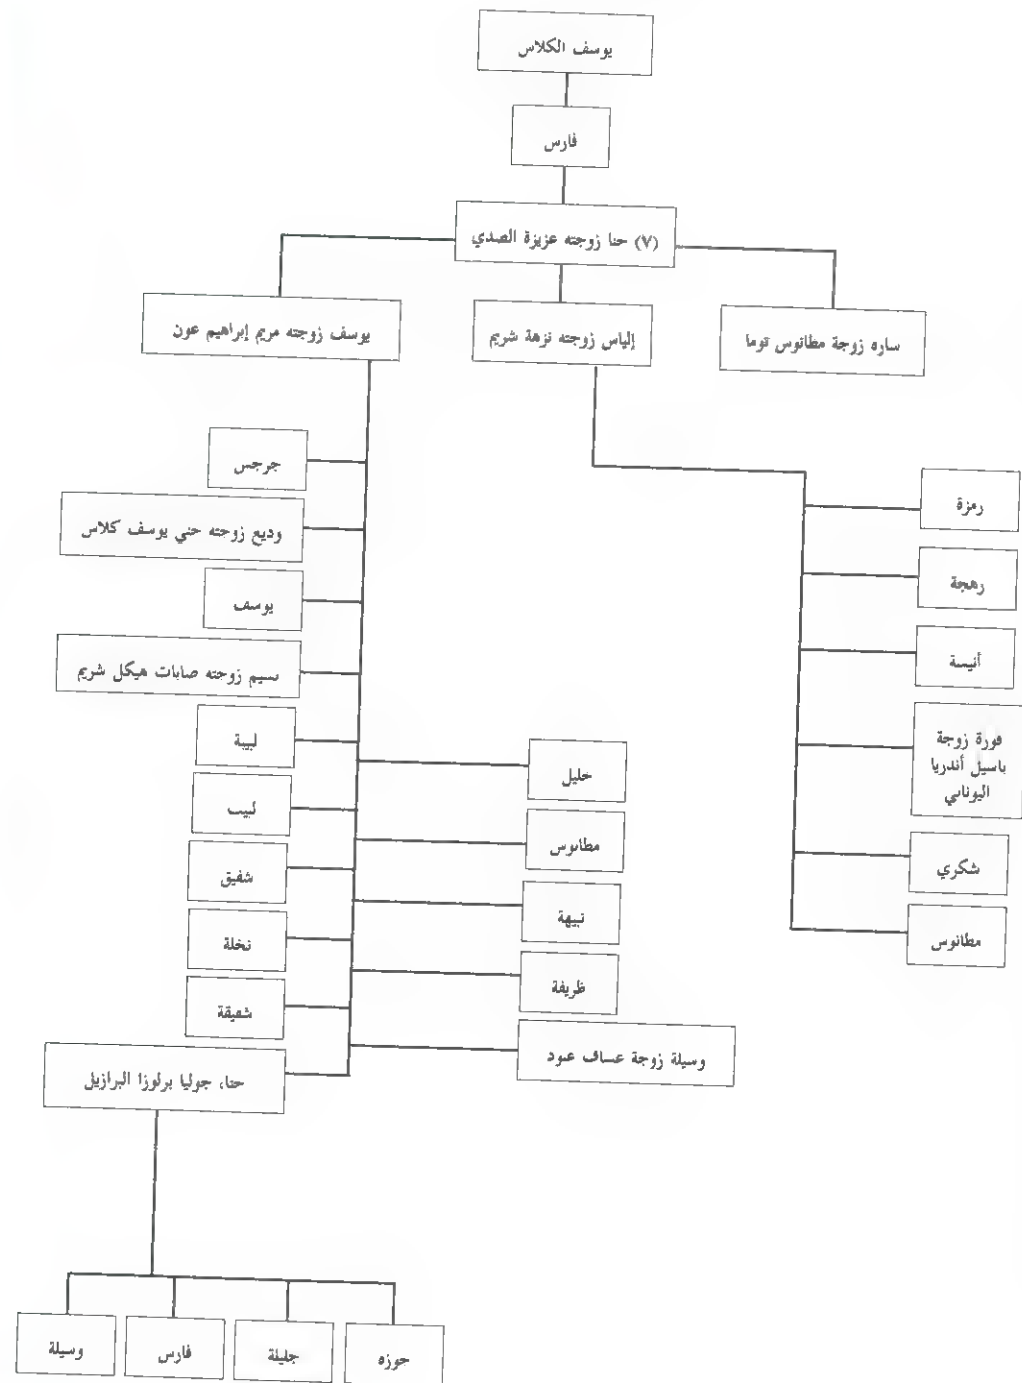 يوسف الكلاس
فارس
(٧) حنا زوجته عزيزة الصدي
ساره زوجة مطانوس توما
إلياس زوجته نزهة شريم
يوسف زوجته مريم إبراهيم عون
رمزة
رهجة
أنيسة
فورة زوجة
باسيل أندريا
اليوناني
شكري
مطانوس
جرجس
وديع زوجته حني يوسف كلاس
يوسف
نسيم زوجته صابات هيكل شريم
لبيبة
لبيب
شفيق
نخلة
شفيقة
حنا، جوليا برلوزا البرازيل
خليل
مطانوس
نبيهة
ظريفة
وسيلة زوجة عساف عبود
جوزه
جليلة
فارس
وسيلة